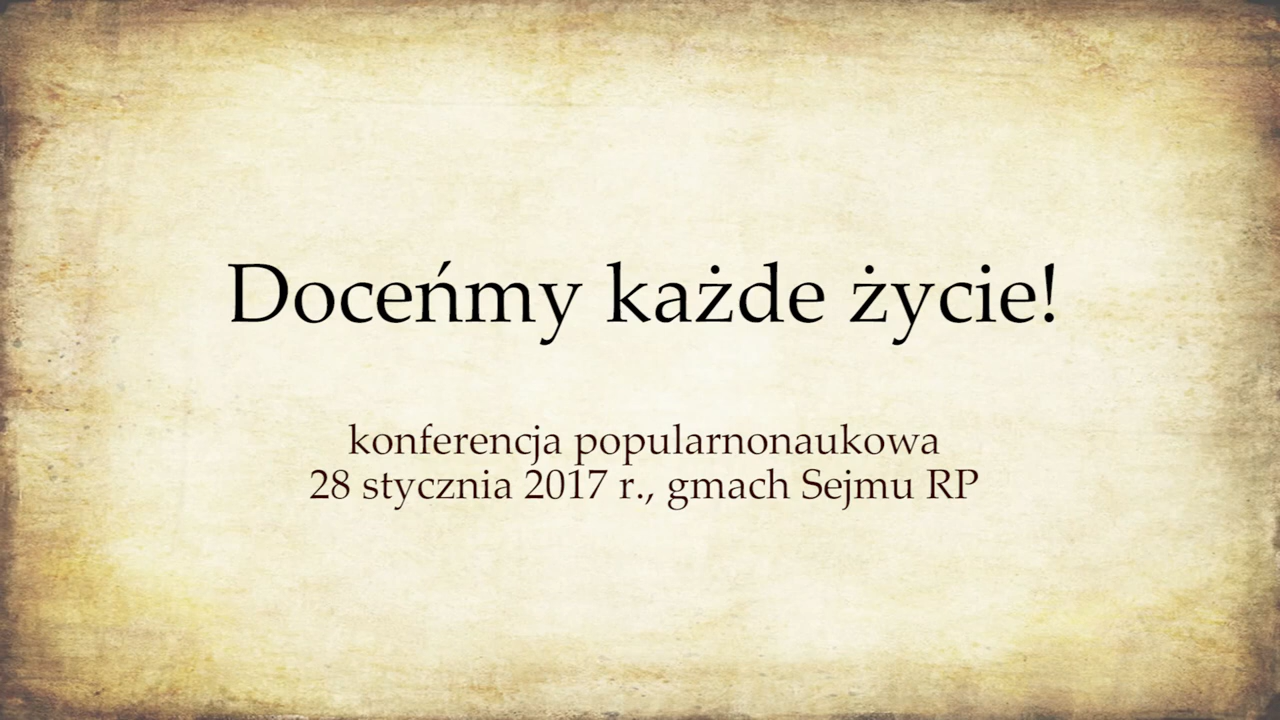 Doceńmy każde życie!
konferencja popularnonaukowa
28 stycznia 2017 r., gmach Sejmu RP